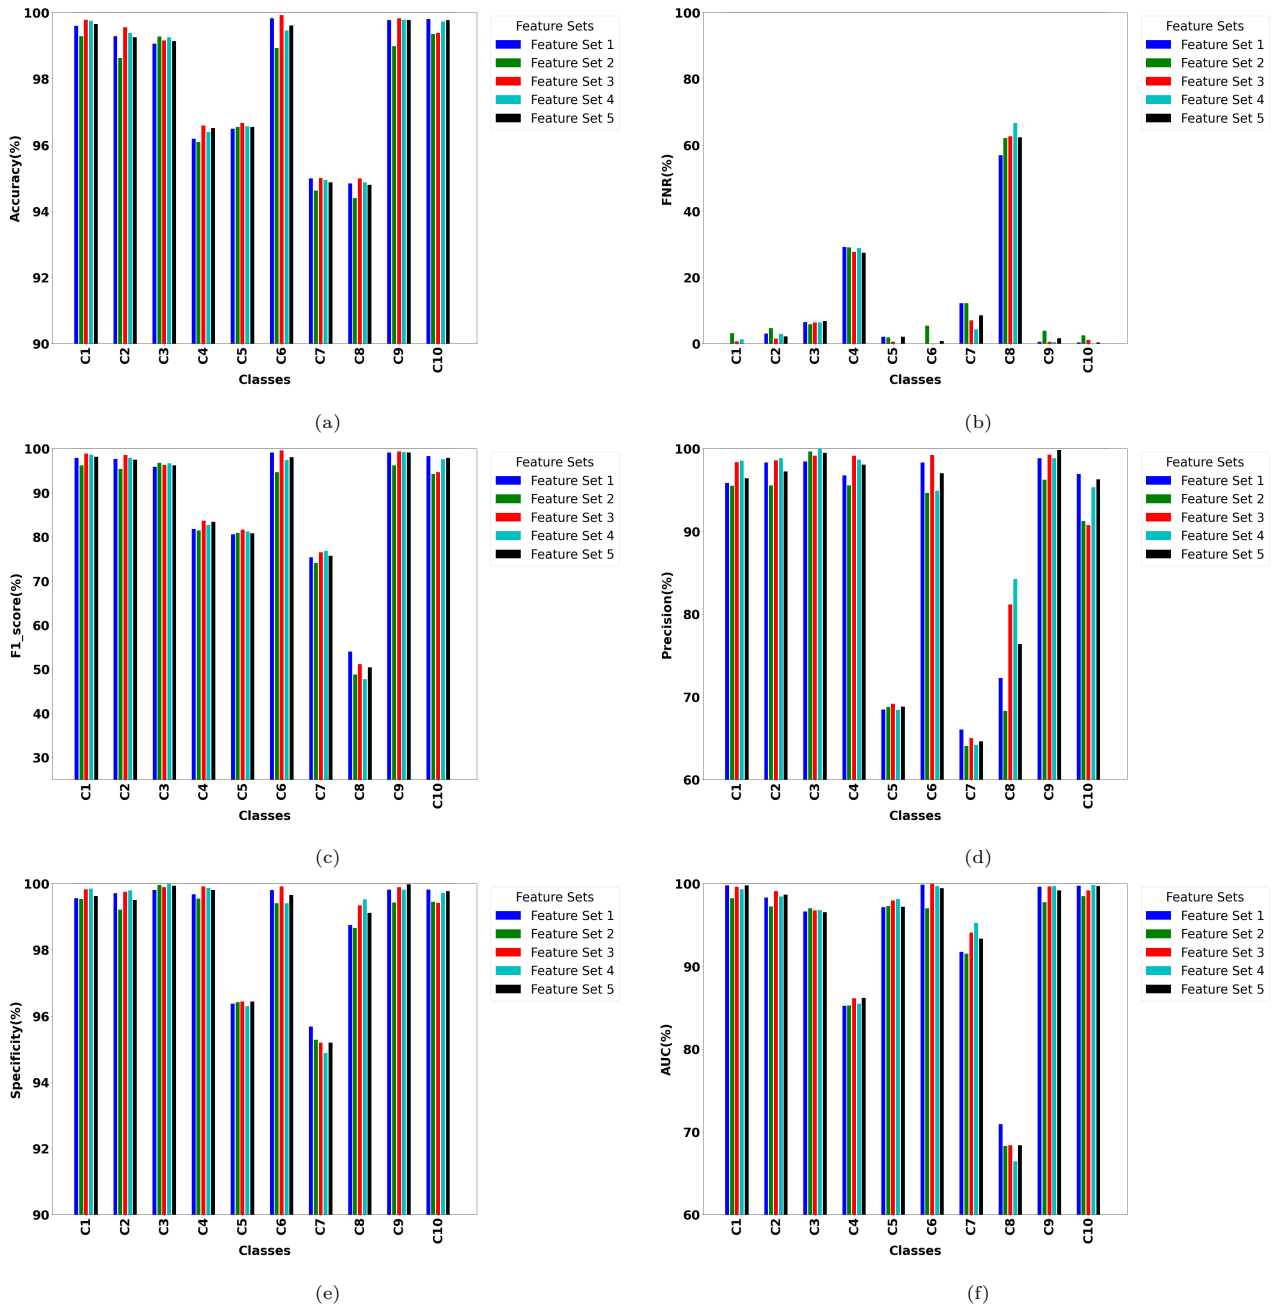 100
98
96
94
92
90
Accuracy(%)
C1 C2 C3 C4 C5 C6 C7 C8 C9 C10
Classes
Feature Sets
Feature Set 1
Feature Set 2
Feature Set 3
Feature Set 4
Feature Set 5
(a)
100
80
60
40
20
0
FNR(%)
C1 C2 C3 C4 C5 C6 C7 C8 C9 C10
Classes
Feature Sets
Feature Set 1
Feature Set 2
Feature Set 3
Feature Set 4
Feature Set 5
(b)
100
90
80
70
60
50
40
30
F1_score(%)
C1 C2 C3 C4 C5 C6 C7 C8 C9 C10
Classes
Feature Sets
Feature Set 1
Feature Set 2
Feature Set 3
Feature Set 4
Feature Set 5
(c)
100
90
80
70
60
Precision(%)
C1 C2 C3 C4 C5 C6 C7 C8 C9 C10
Classes
Feature Sets
Feature Set 1
Feature Set 2
Feature Set 3
Feature Set 4
Feature Set 5
(d)
100
98
96
94
92
90
Specificity(%)
C1 C2 C3 C4 C5 C6 C7 C8 C9 C10
Classes
Feature Sets
Feature Set 1
Feature Set 2
Feature Set 3
Feature Set 4
Feature Set 5
(e)
100
90
80
70
60
AUC(%)
C1 C2 C3 C4 C5 C6 C7 C8 C9 C10
Classes
Feature Sets
Feature Set 1
Feature Set 2
Feature Set 3
Feature Set 4
Feature Set 5
(f)